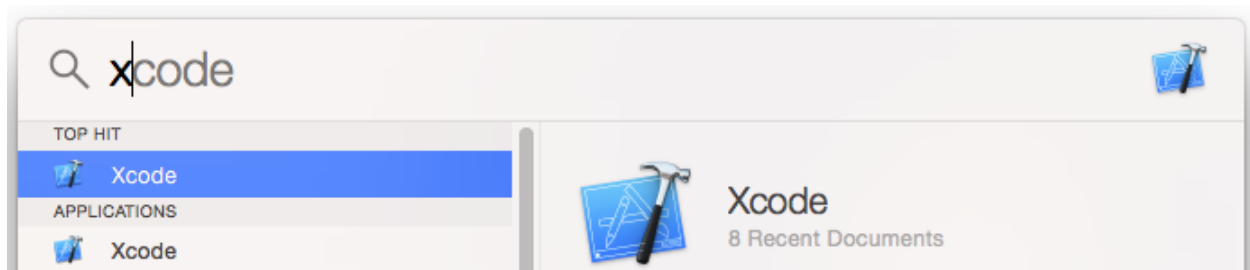 xcode
TOP HIT
Xcode
APPLICATIONS
Xcode
Xcode
8 Recent Documents